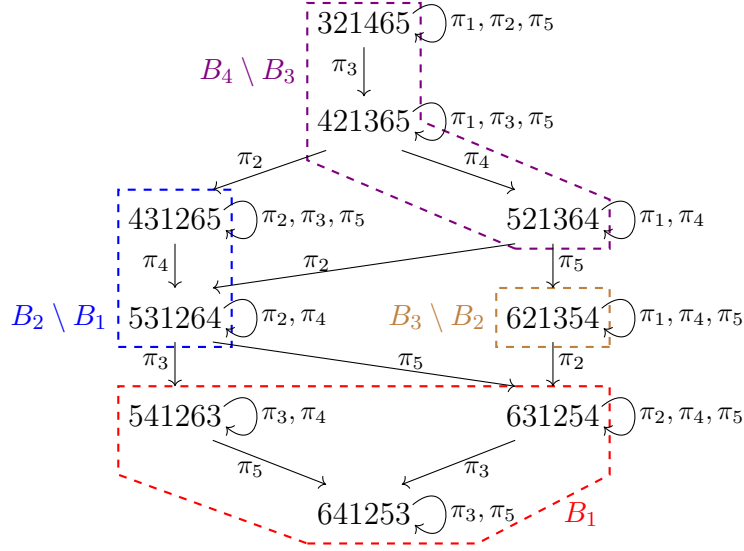 321465 π₁, π₂, π₅
B₄ \ B₃ π₃
421365 π₁, π₃, π₅
π₂ π₄
431265 π₂, π₃, π₅ 521364 π₁, π₄
π₄ π₂ π₅
B₂ \ B₁ 531264 π₂, π₄ B₃ \ B₂ 621354 π₁, π₄, π₅
π₃ π₅ π₂
541263 π₃, π₄ 631254 π₂, π₄, π₅
π₅ π₃
641253 π₃, π₅ B₁